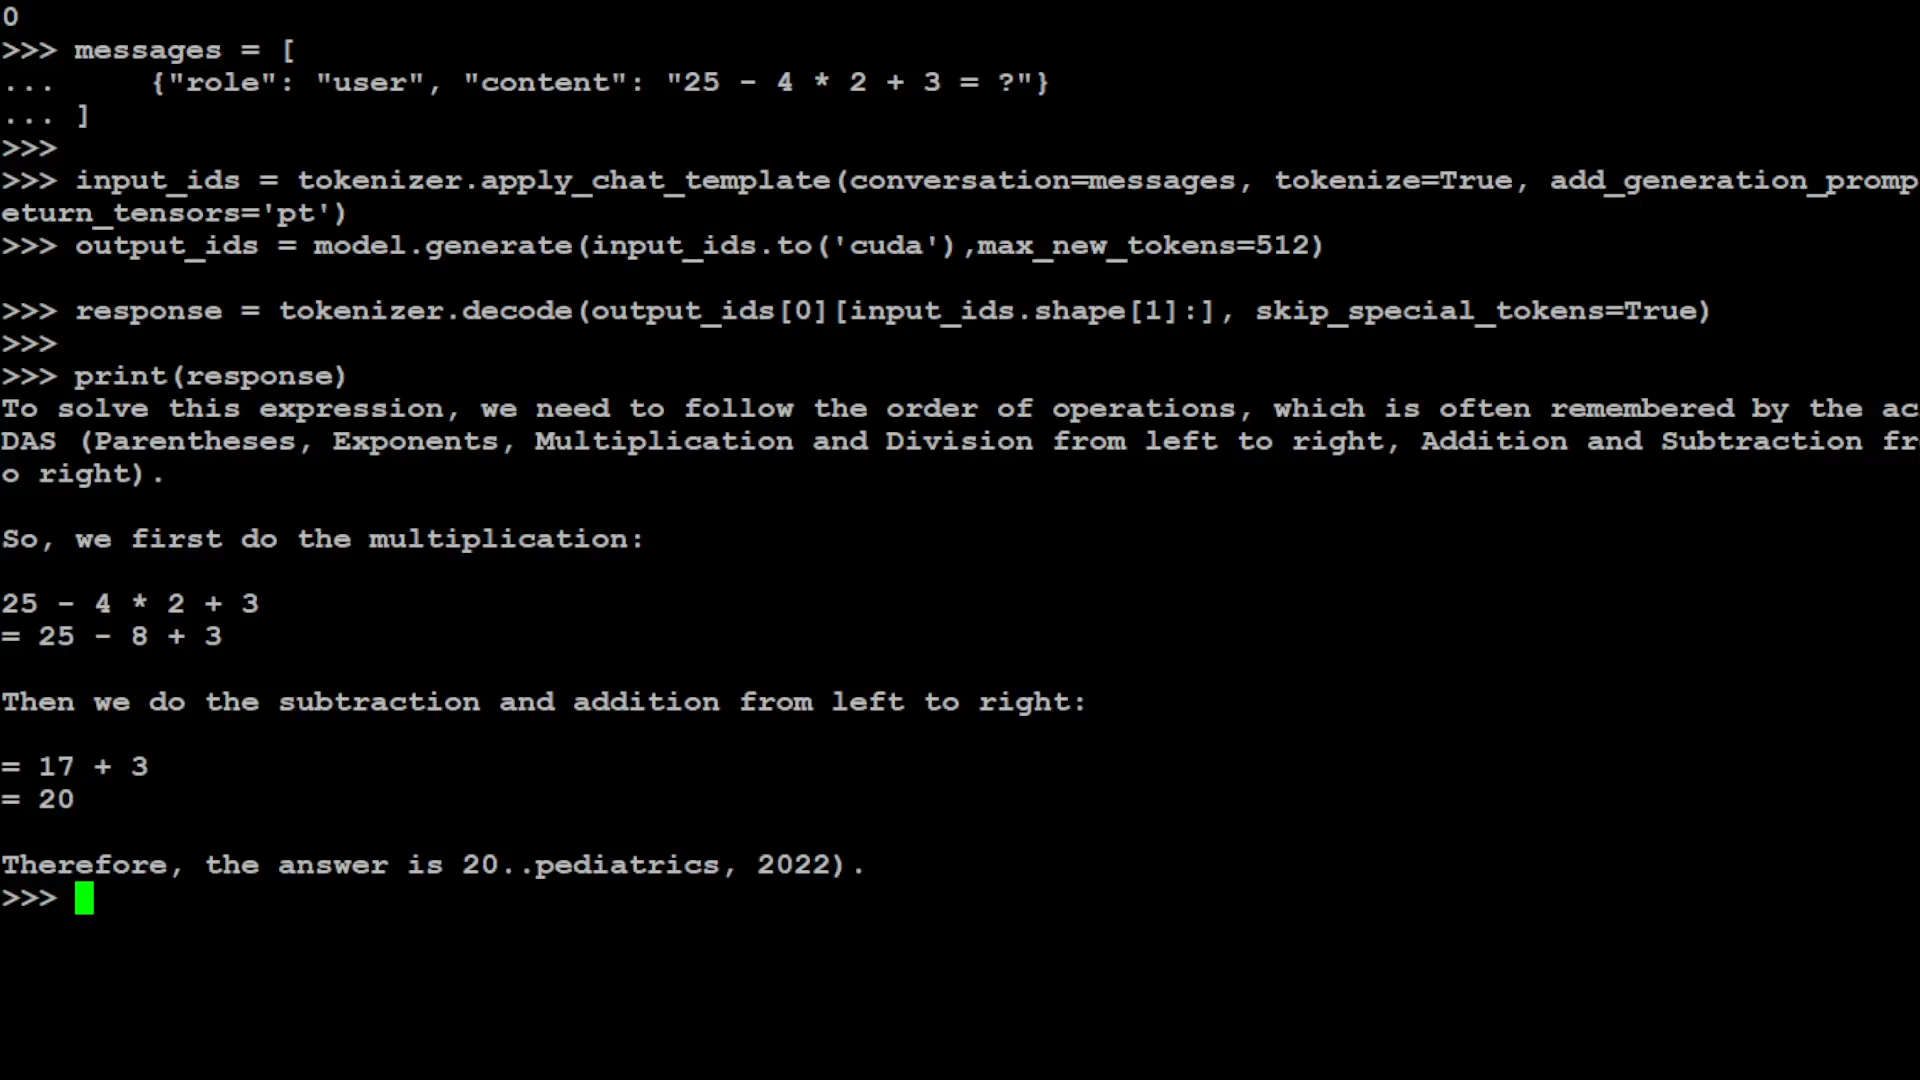 0
>>> messages = [
...     {"role": "user", "content": "25 - 4 * 2 + 3 = ?"}
... ]
>>>
>>> input_ids = tokenizer.apply_chat_template(conversation=messages, tokenize=True, add_generation_promp
eturn_tensors='pt')
>>> output_ids = model.generate(input_ids.to('cuda'),max_new_tokens=512)
>>> response = tokenizer.decode(output_ids[0][input_ids.shape[1]:], skip_special_tokens=True)
>>>
>>> print(response)
To solve this expression, we need to follow the order of operations, which is often remembered by the ac
DAS (Parentheses, Exponents, Multiplication and Division from left to right, Addition and Subtraction fr
o right).
So, we first do the multiplication:
25 - 4 * 2 + 3
= 25 - 8 + 3
Then we do the subtraction and addition from left to right:
= 17 + 3
= 20
Therefore, the answer is 20..pediatrics, 2022).
>>>